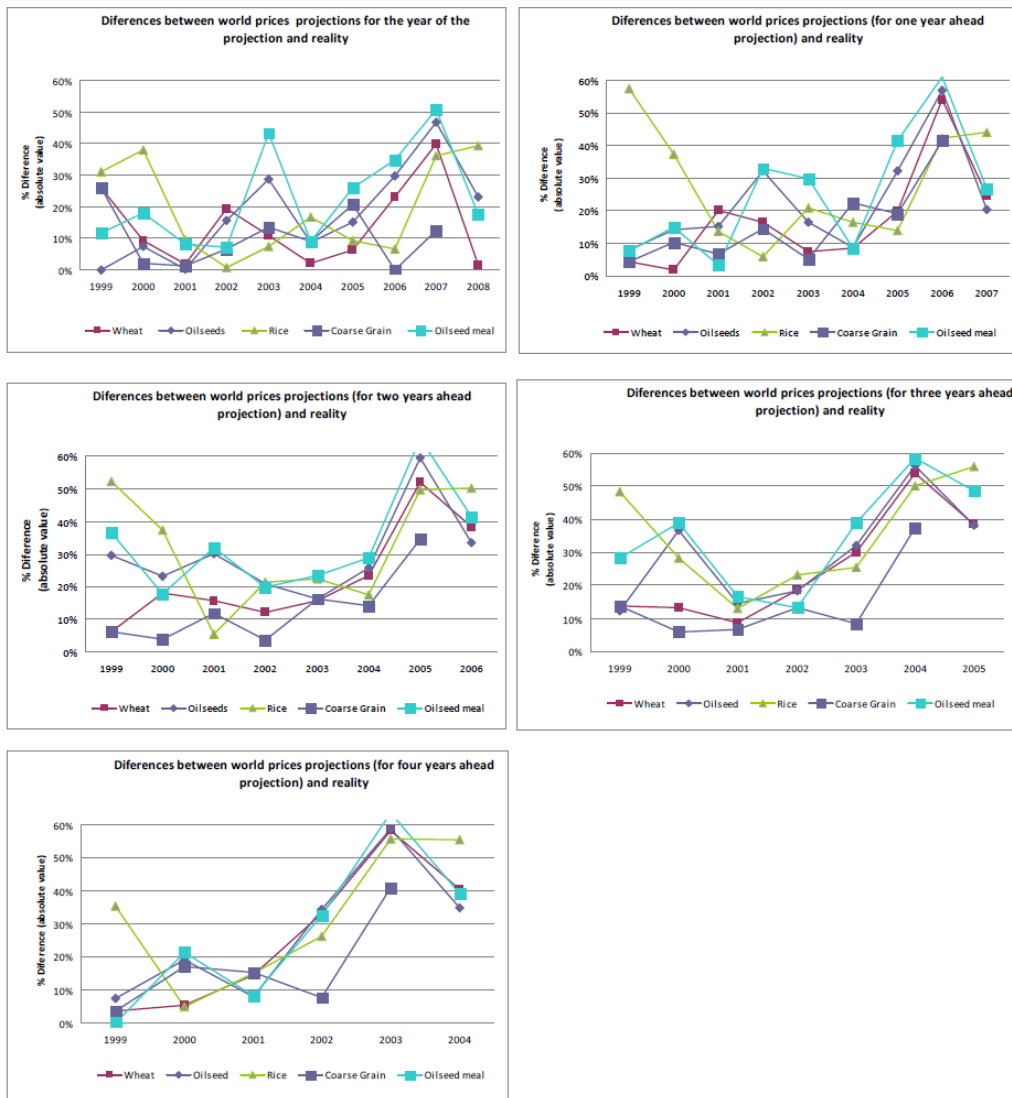 Diferences between world prices  projections for the year of the
projection and reality
% Difference
(absolute value)
60%
50%
40%
30%
20%
10%
0%
1999 2000 2001 2002 2003 2004 2005 2006 2007 2008
Wheat Oilseeds Rice Coarse Grain Oilseed meal
Diferences between world prices projections (for one year ahead
projection) and reality
% Difference
(absolute value)
60%
50%
40%
30%
20%
10%
0%
1999 2000 2001 2002 2003 2004 2005 2006 2007
Wheat Oilseeds Rice Coarse Grain Oilseed meal
Diferences between world prices projections (for two years ahead
projection) and reality
% Difference
(absolute value)
60%
50%
40%
30%
20%
10%
0%
1999 2000 2001 2002 2003 2004 2005 2006
Wheat Oilseeds Rice Coarse Grain Oilseed meal
Diferences between world prices projections (for three years ahead
projection) and reality
% Difference
(absolute value)
60%
50%
40%
30%
20%
10%
0%
1999 2000 2001 2002 2003 2004 2005
Wheat Oilseed Rice Coarse Grain Oilseed meal
Diferences between world prices projections (for four years ahead
projection) and reality
% Diference (absolute value)
60%
50%
40%
30%
20%
10%
0%
1999 2000 2001 2002 2003 2004
Wheat Oilseed Rice Coarse Grain Oilseed meal